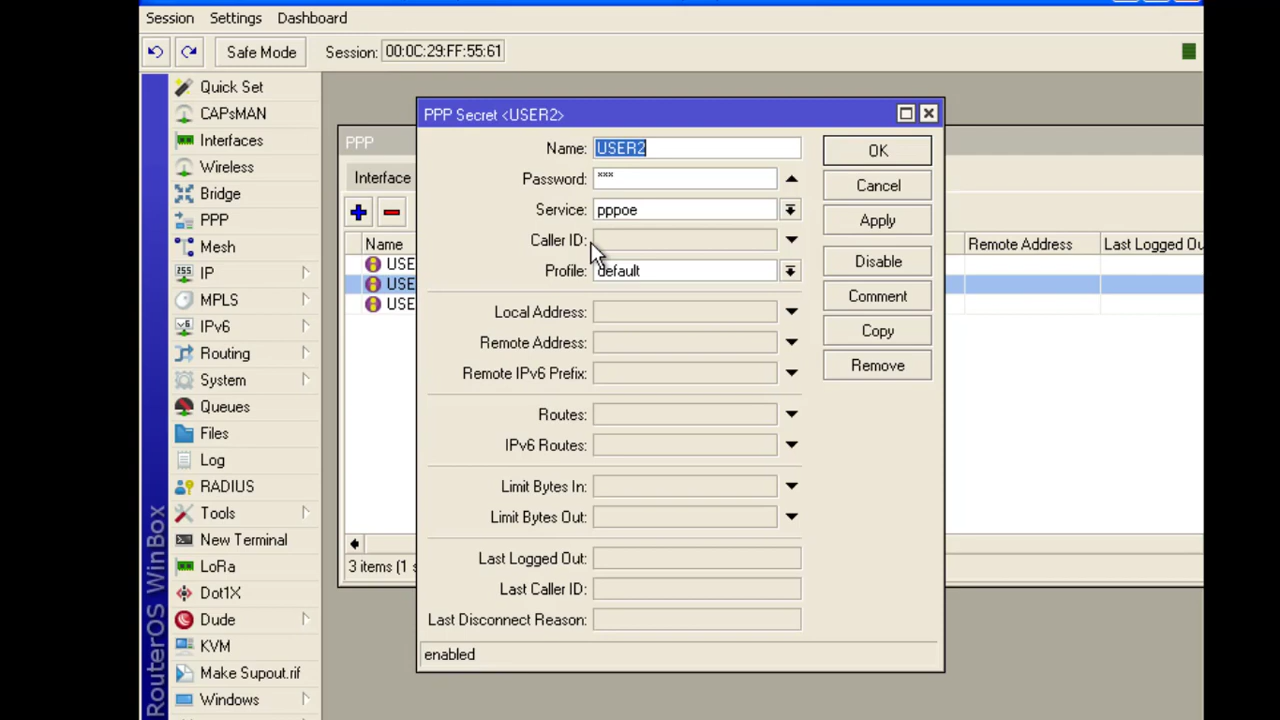 Session Settings Dashboard
Safe Mode Session: 00:0C:29:FF:55:61
RouterOS WinBox
Quick Set
CAPsMAN
Interfaces
Wireless
Bridge
PPP
Mesh
IP
MPLS
IPv6
Routing
System
Queues
Files
Log
RADIUS
Tools
New Terminal
LoRa
Dot1X
Dude
KVM
Make Supout.rif
Windows
PPP
Interface
Name Remote Address Last Logged Ou
USE
USE
USE
3 items (1 s
PPP Secret <USER2>
Name: USER2
Password: ***
Service: pppoe
Caller ID:
Profile: default
Local Address:
Remote Address:
Remote IPv6 Prefix:
Routes:
IPv6 Routes:
Limit Bytes In:
Limit Bytes Out:
Last Logged Out:
Last Caller ID:
Last Disconnect Reason:
enabled
OK
Cancel
Apply
Disable
Comment
Copy
Remove